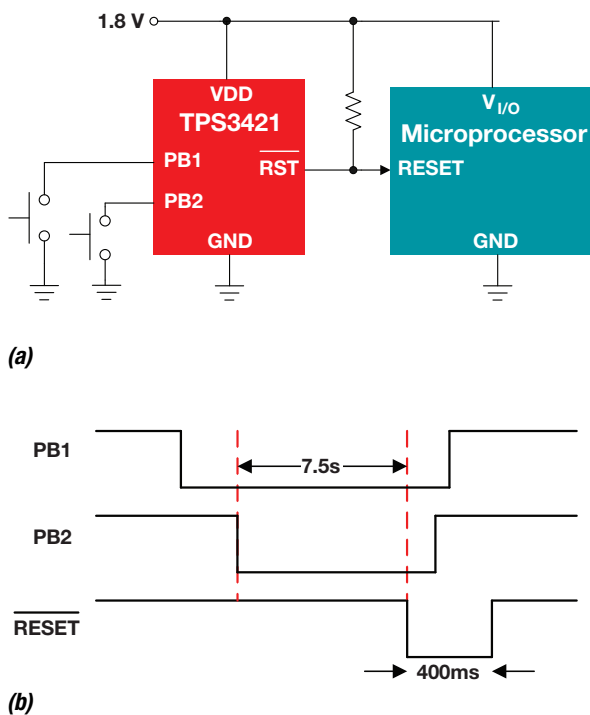 1.8 V
VDD
TPS3421
PB1
PB2
RST
GND
VI/O
Microprocessor
RESET
GND
(a)
PB1
7.5s
PB2
RESET
400ms
(b)